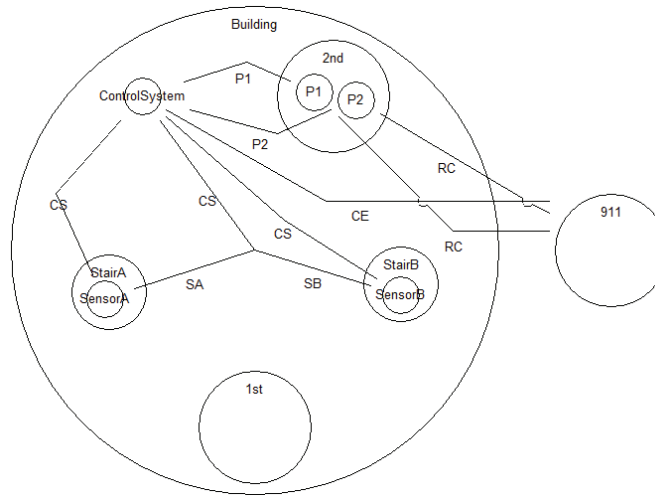 Building
2nd
P1
P1
P2
ControlSystem
P2
RC
CS
CS
CE
911
CS
RC
StairA
StairB
SA
SB
SensorA
SensorB
1st